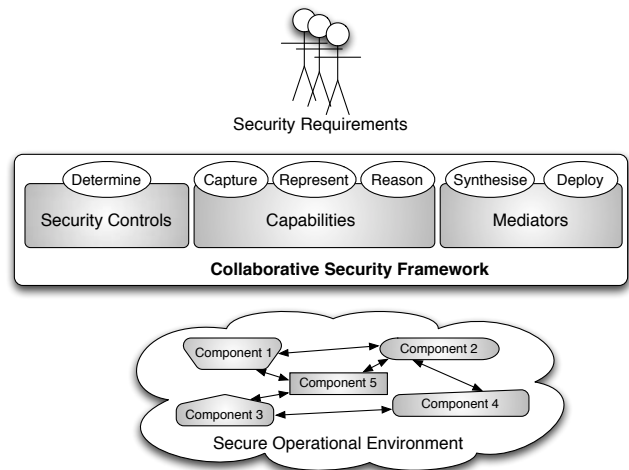 Security Requirements
Determine
Capture
Represent
Reason
Synthesise
Deploy
Security Controls
Capabilities
Mediators
Collaborative Security Framework
Component 1
Component 2
Component 5
Component 3
Component 4
Secure Operational Environment